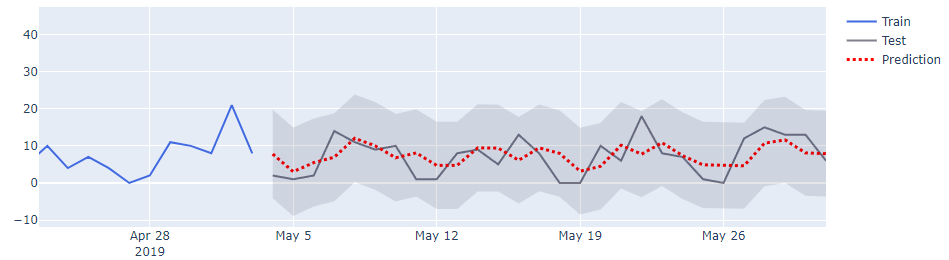 40
30
20
10
0
−10
Apr 28
2019
May 5
May 12
May 19
May 26
Train
Test
Prediction